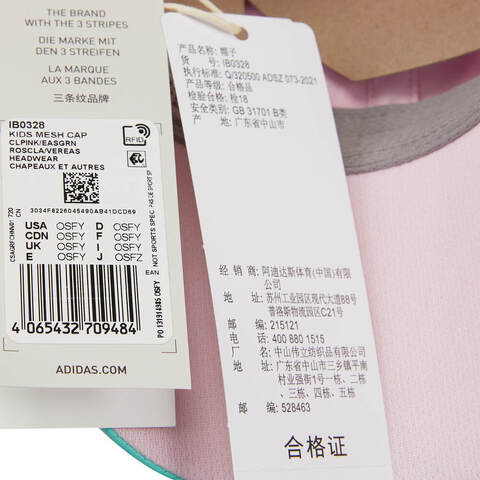 THE BRAND
WITH THE 3 STRIPES
DIE MARKE MIT
DEN 3 STREIFEN
LA MARQUE
AUX 3 BANDES
三条纹品牌
IB0328
KIDS MESH CAP
CLPINK/EASGRN
ROSCLA/VEREAS
HEADWEAR
CHAPEAUX ET AUTRES
RFID
3034F8226045490AB41DCD69
USA OSFY D OSFY
CDN OSFY F OSFY
UK OSFY I OSFY
E OSFY J OSFZ
EAN
4 065432 709484
CN
NOT SPORTS SPEC
PO 0131914985 OSFY
ADIDAS.COM
产品名称: 帽子
货 号: IB0328
执行标准: Q/320500 ADSZ 073-2021
产品等级: 合格品
检验合格: 检18
安全类别: GB 31701 B类
产 地: 广东省中山市
经 销 商: 阿迪达斯体育(中国)有限
公司
地 址: 苏州工业园区现代大道88号
普洛斯物流园区C21号
邮 编: 215121
电 话: 400 880 1515
厂 名: 中山伟立纺织品有限公司
地 址: 广东省中山市三乡镇平南
村业强街1号一栋、二栋
、三栋、四栋、五栋
邮 编: 528463
合格证